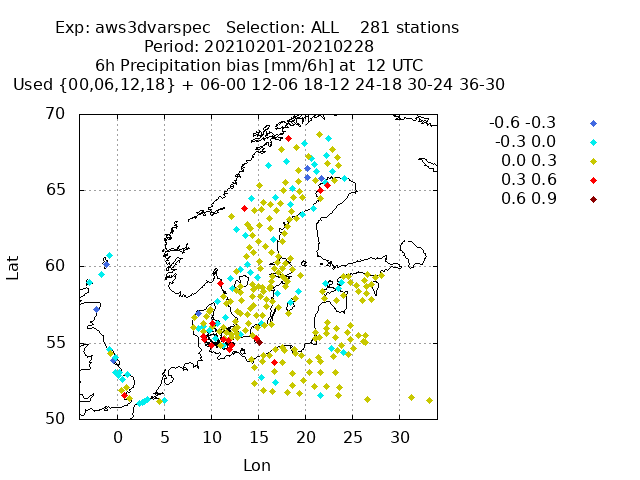 Exp: aws3dvarspec   Selection: ALL    281 stations
Period: 20210201-20210228
6h Precipitation bias [mm/6h] at  12 UTC
Used {00,06,12,18} + 06-00 12-06 18-12 24-18 30-24 36-30
-0.6 -0.3
-0.3 0.0
0.0 0.3
0.3 0.6
0.6 0.9
70
65
60
55
50
Lat
0 5 10 15 20 25 30
Lon